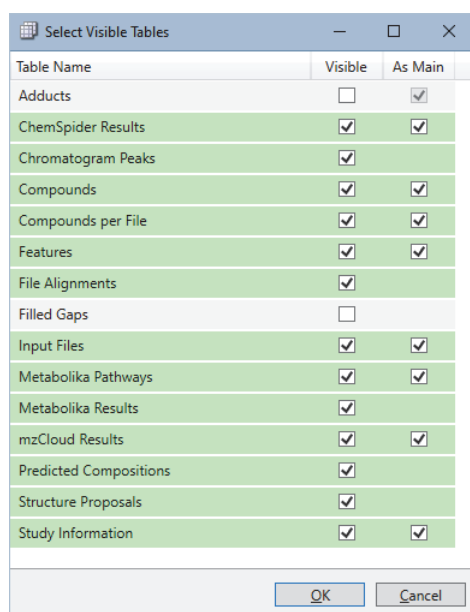 Select Visible Tables
Table Name Visible As Main
Adducts
ChemSpider Results
Chromatogram Peaks
Compounds
Compounds per File
Features
File Alignments
Filled Gaps
Input Files
Metabolika Pathways
Metabolika Results
mzCloud Results
Predicted Compositions
Structure Proposals
Study Information
OK Cancel